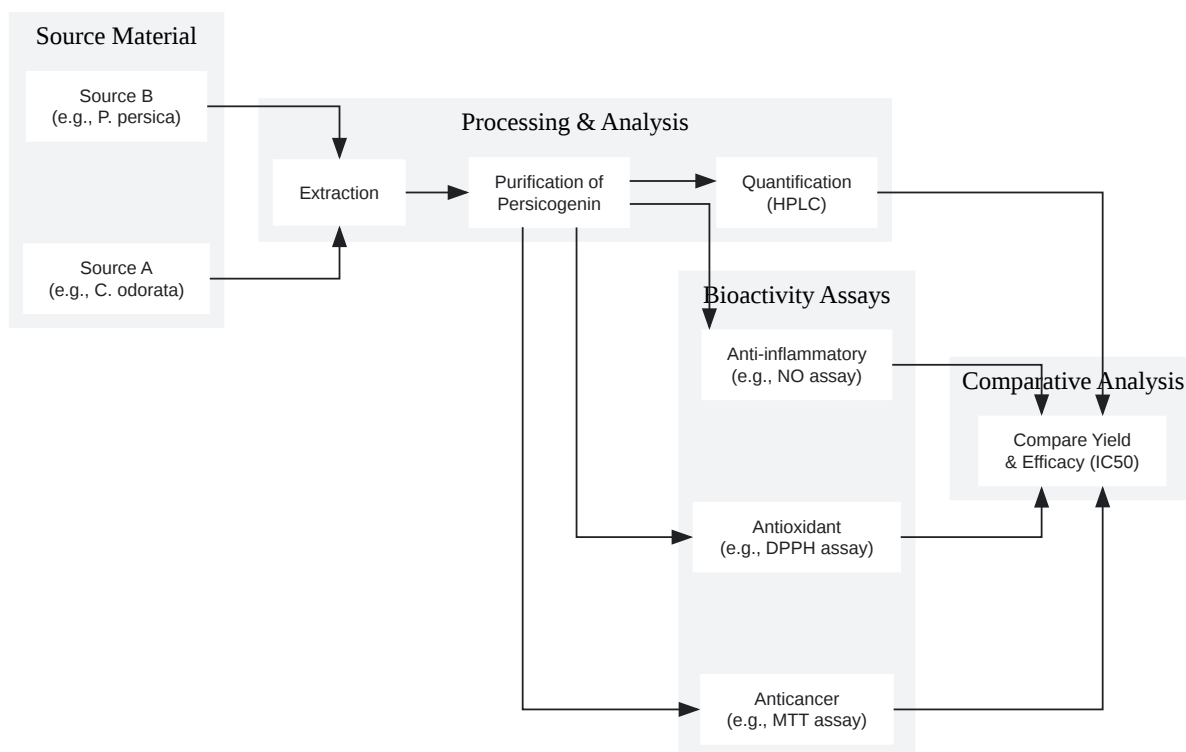 Source Material
Source B
(e.g., P. persica)
Source A
(e.g., C. odorata)
Processing & Analysis
Extraction
Purification of
Persicogenin
Quantification
(HPLC)
Bioactivity Assays
Anti-inflammatory
(e.g., NO assay)
Antioxidant
(e.g., DPPH assay)
Anticancer
(e.g., MTT assay)
Comparative Analysis
Compare Yield
& Efficacy (IC50)